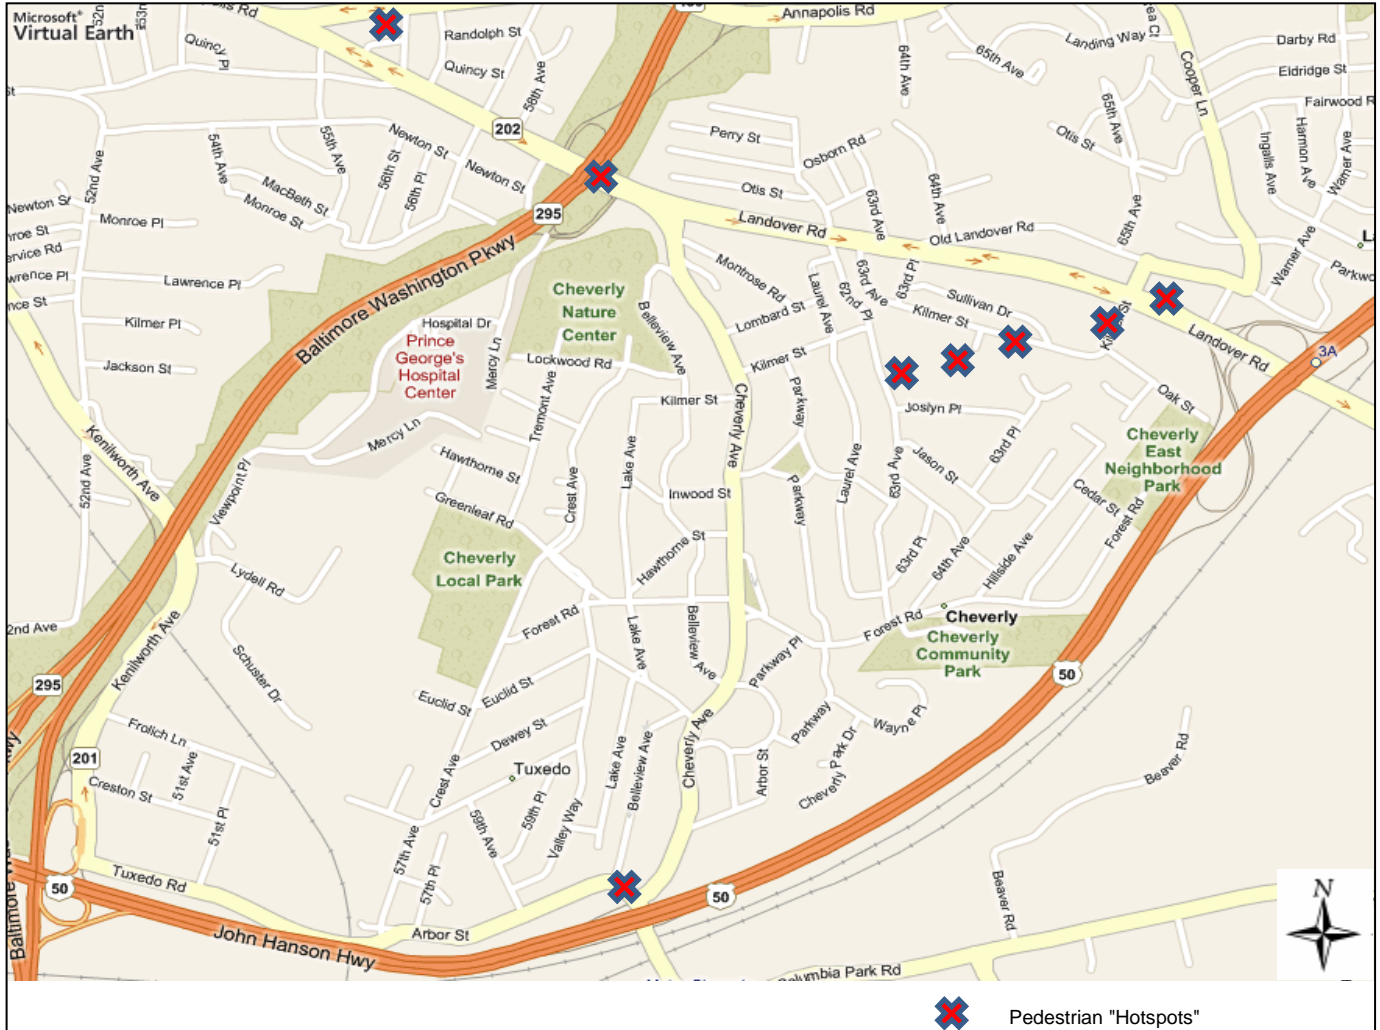 Microsoft®
Virtual Earth™
Annapolis Rd
Randolph St
Quincy Pl
Quincy St
58th Ave
202
64th Ave
65th Ave
Landing Way
Cooper Ln
Darby Rd
Eldridge St
Fairwood R
65th Ave
Otis St
Ingalls Ave
Harmon Ave
Warner Ave
52nd Ave
54th Ave
55th Ave
Newton St
56th St
56th Pl
Newton St
MacBeth St
Monroe St
Monroe Pl
Perry St
Osborn Rd
Otis St
63rd Ave
64th Ave
65th Ave
Landover Rd
Old Landover Rd
Warner Ave
295
Baltimore Washington Pkwy
Lawrence Pl
Kilmer Pl
Jackson St
Hospital Dr
Prince
George's
Hospital
Center
Mercy Ln
Mercy Ln
Cheverly
Nature
Center
Lockwood Rd
Belleview Ave
Montrose Rd
Lombard St
Laurel Ave
62nd Pl
63rd Ave
63rd Pl
Sullivan Dr
Kilmer St
Kilmer St
Kilmer St
Landover Rd
3A
Oak St
Joslyn Pl
Cheverly
East
Neighborhood
Park
Kenilworth Ave
52nd Ave
Viewpoint Pl
Hawthorne St
Greenleaf Rd
Tremont Ave
Crest Ave
Lake Ave
Inwood St
Hawthorne St
Cheverly Ave
Parkway
Parkway
Laurel Ave
63rd Ave
Jason St
63rd Pl
Cedar St
Forest Rd
63rd Pl
64th Ave
Hillside Ave
Cheverly
Local Park
Lydell Rd
Forest Rd
Lake Ave
Belleview Ave
Parkway Pl
Forest Rd
Cheverly
Cheverly
Community
Park
50
2nd Ave
Kenilworth Ave
Schuster Dr
295
Euclid St
Euclid St
Dewey St
Cheverly Ave
Parkway
Wayne Pl
Cheverly Park Dr
Arbor St
Beaver Rd
Frolich Ln
201
51st Ave
Creston St
51st Pl
Crest Ave
Tuxedo
Lake Ave
Belleview Ave
59th Ave
59th Pl
Valley Way
57th Ave
57th Pl
Tuxedo Rd
50
50
Arbor St
John Hanson Hwy
Beaver Rd
Columbia Park Rd
N
Pedestrian "Hotspots"